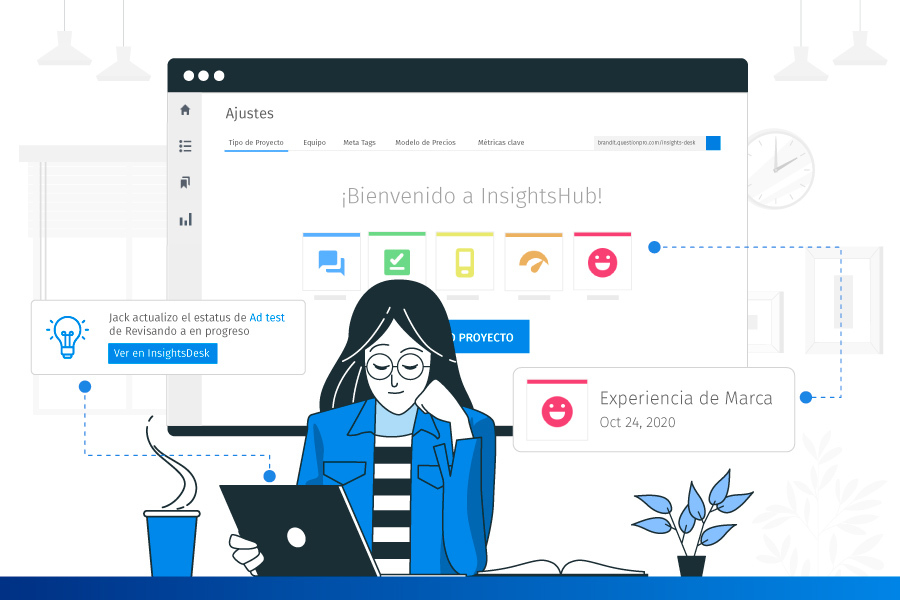 Ajustes
Tipo de Proyecto Equipo Meta Tags Modelo de Precios Métricas clave
brandit.questionpro.com/insights-desk
¡Bienvenido a InsightsHub!
Jack actualizo el estatus de Ad test
de Revisando a en progreso
Ver en InsightsDesk
O PROYECTO
Experiencia de Marca
Oct 24, 2020